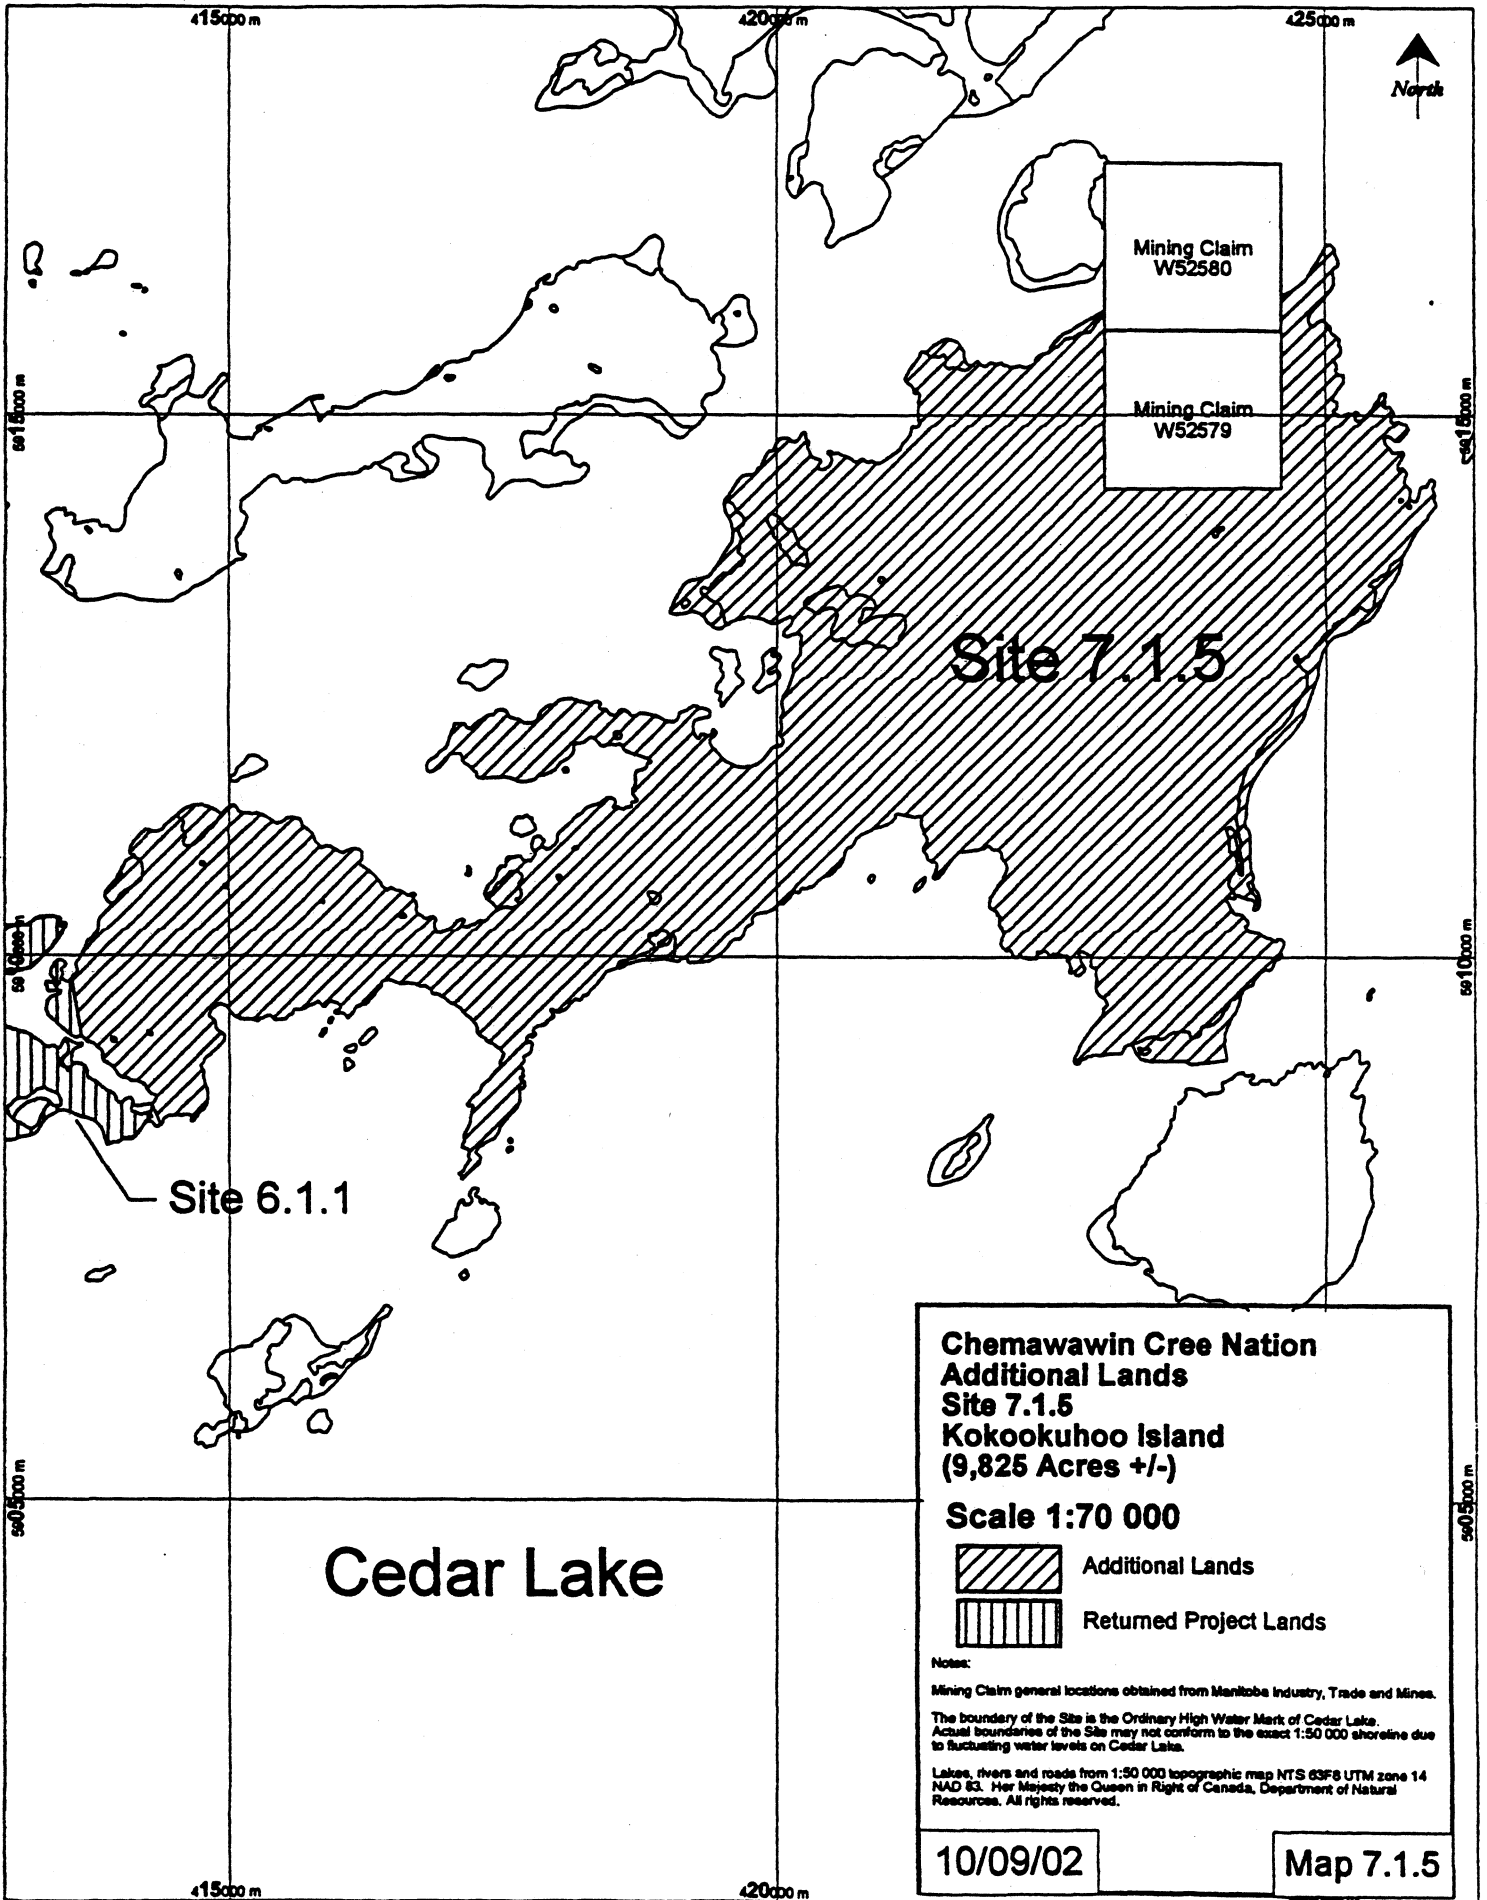 415000 m
420000 m
425000 m
North
Mining Claim
W52580
5915000 m
Mining Claim
W52579
5915000 m
Site 7.1.5
5910000 m
5910000 m
Site 6.1.1
Chemawawin Cree Nation
Additional Lands
Site 7.1.5
Kokookuhoo Island
(9,825 Acres +/-)
Scale 1:70 000
5905000 m
5905000 m
Cedar Lake
Additional Lands
Returned Project Lands
Notes:
Mining Claim general locations obtained from Manitoba Industry, Trade and Mines.
The boundary of the Site is the Ordinary High Water Mark of Cedar Lake.
Actual boundaries of the Site may not conform to the exact 1:50 000 shoreline due
to fluctuating water levels on Cedar Lake.
Lakes, rivers and roads from 1:50 000 topographic map NTS 63F8 UTM zone 14
NAD 83. Her Majesty the Queen in Right of Canada, Department of Natural
Resources. All rights reserved.
10/09/02
Map 7.1.5
415000 m
420000 m